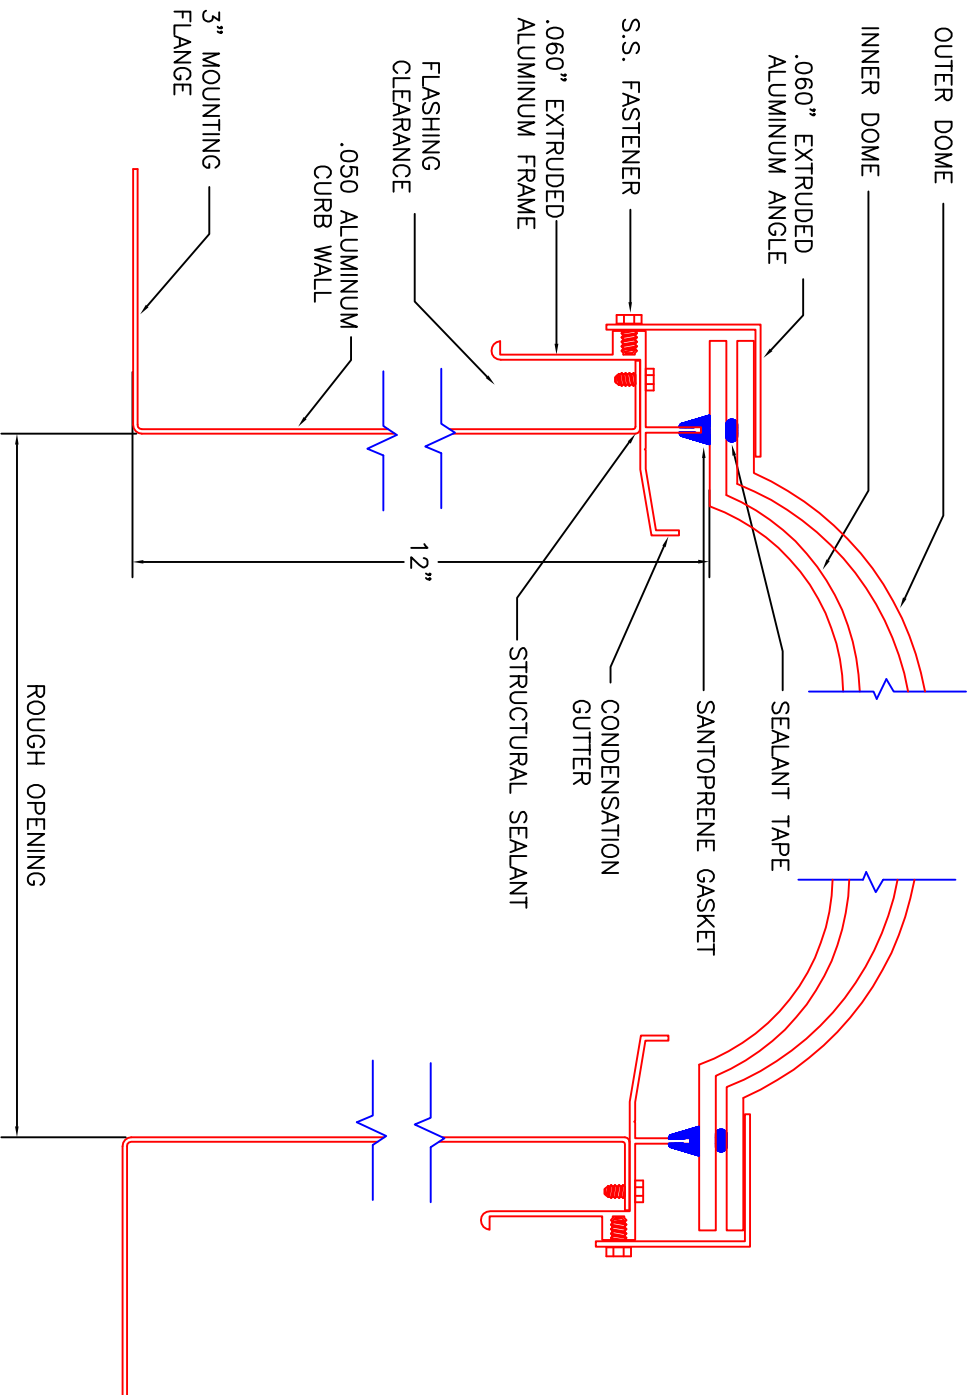 OUTER DOME
INNER DOME
.060" EXTRUDED
ALUMINUM ANGLE
S.S. FASTENER
.060" EXTRUDED
ALUMINUM FRAME
FLASHING
CLEARANCE
.050 ALUMINUM
CURB WALL
3" MOUNTING
FLANGE
12"
SEALANT TAPE
SANTOPRENE GASKET
CONDENSATION
GUTTER
STRUCTURAL SEALANT
ROUGH OPENING